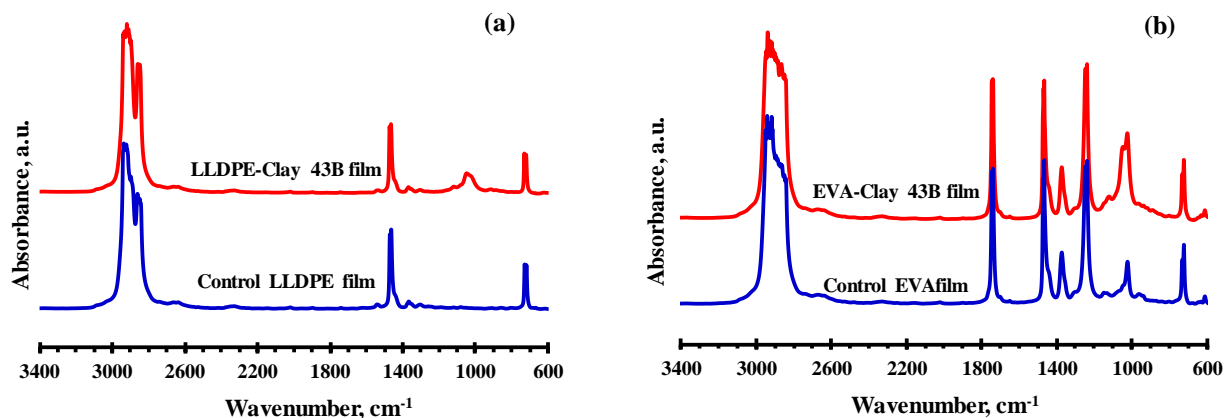 (a)
Absorbance, a.u.
LLDPE-Clay 43B film
Control LLDPE film
3400 3000 2600 2200 1800 1400 1000 600
Wavenumber, cm-1
(b)
Absorbance, a.u.
EVA-Clay 43B film
Control EVAfilm
3400 3000 2600 2200 1800 1400 1000 600
Wavenumber, cm-1